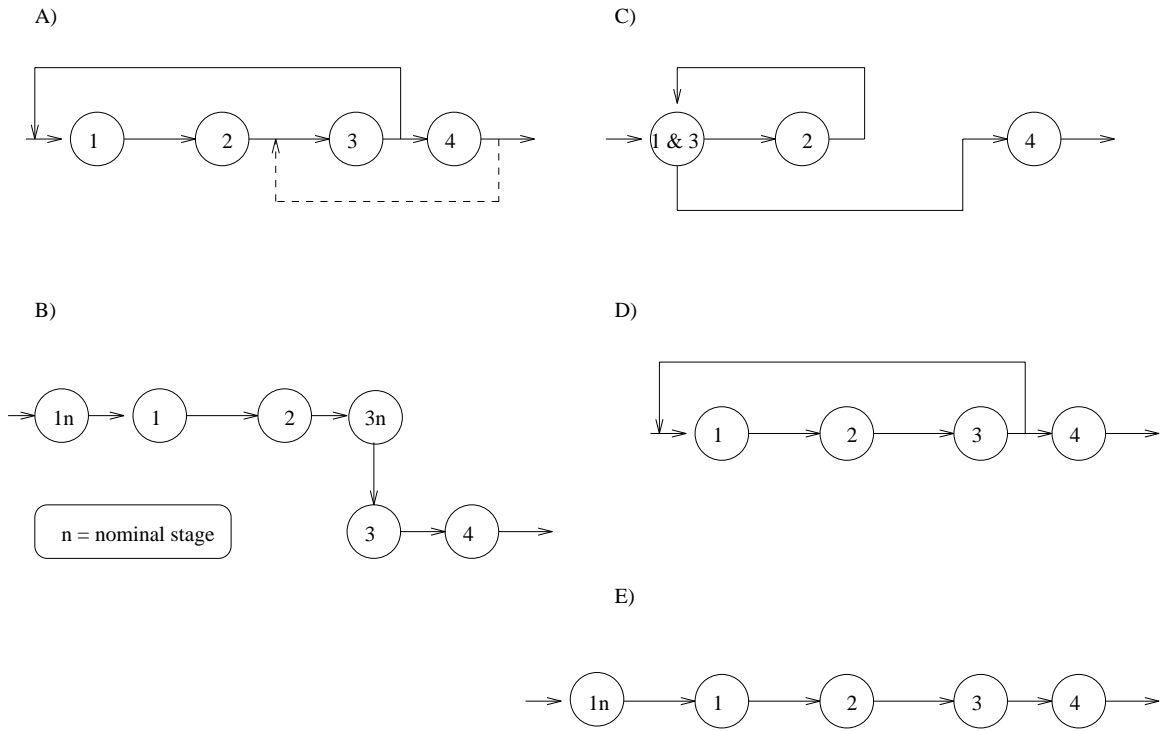 A)
C)
1 2 3 4
1 & 3 2 4
B)
D)
1n 1 2 3n
1 2 3 4
3 4
n = nominal stage
E)
1n 1 2 3 4